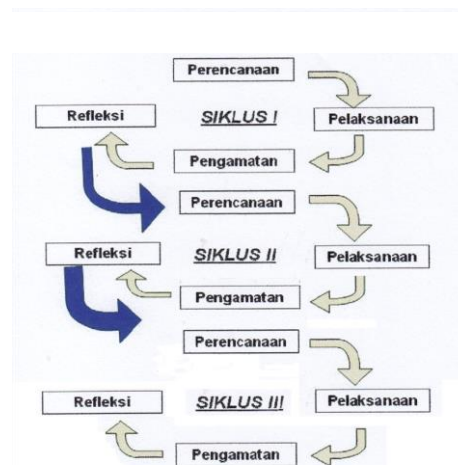 Perencanaan
Refleksi
SIKLUS I
Pelaksanaan
Pengamatan
Perencanaan
Refleksi
SIKLUS II
Pelaksanaan
Pengamatan
Perencanaan
Refleksi
SIKLUS III
Pelaksanaan
Pengamatan